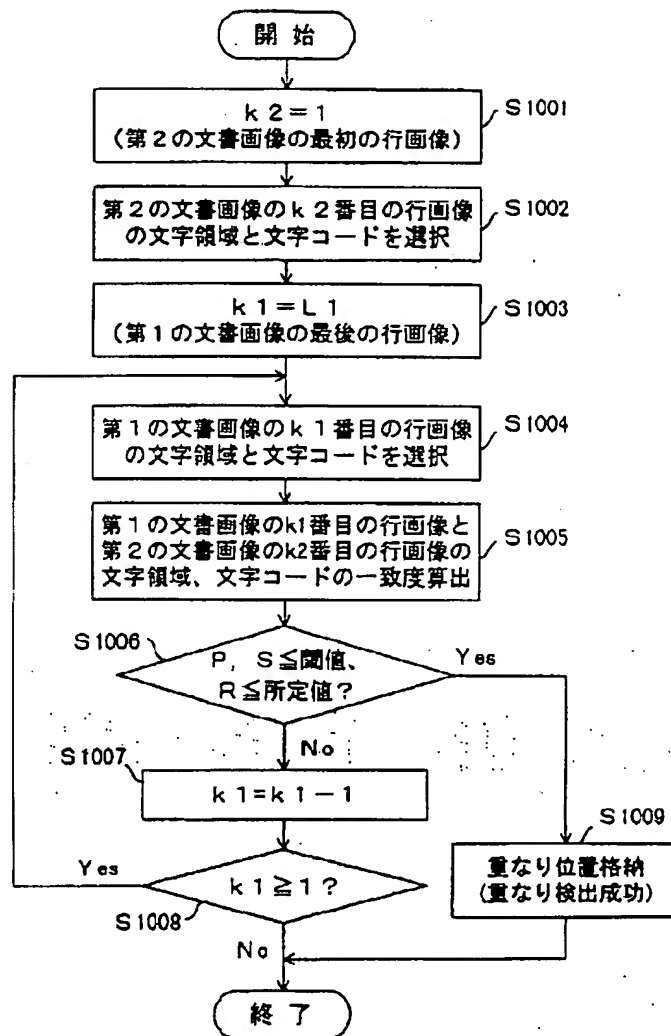 開 始
k 2 = 1
(第2の文書画像の最初の行画像)
S1001
第2の文書画像のk 2番目の行画像
の文字領域と文字コードを選択
S1002
k 1 = L 1
(第1の文書画像の最後の行画像)
S1003
第1の文書画像のk 1番目の行画像
の文字領域と文字コードを選択
S1004
第1の文書画像のk1番目の行画像と
第2の文書画像のk2番目の行画像の
文字領域、文字コードの一致度算出
S1005
S1006
P, S≦閾値、
R≦所定値?
Yes
No
S1007
k 1 = k 1 − 1
S1009
重なり位置格納
(重なり検出成功)
Yes
k 1 ≧ 1 ?
S1008
No
終 了